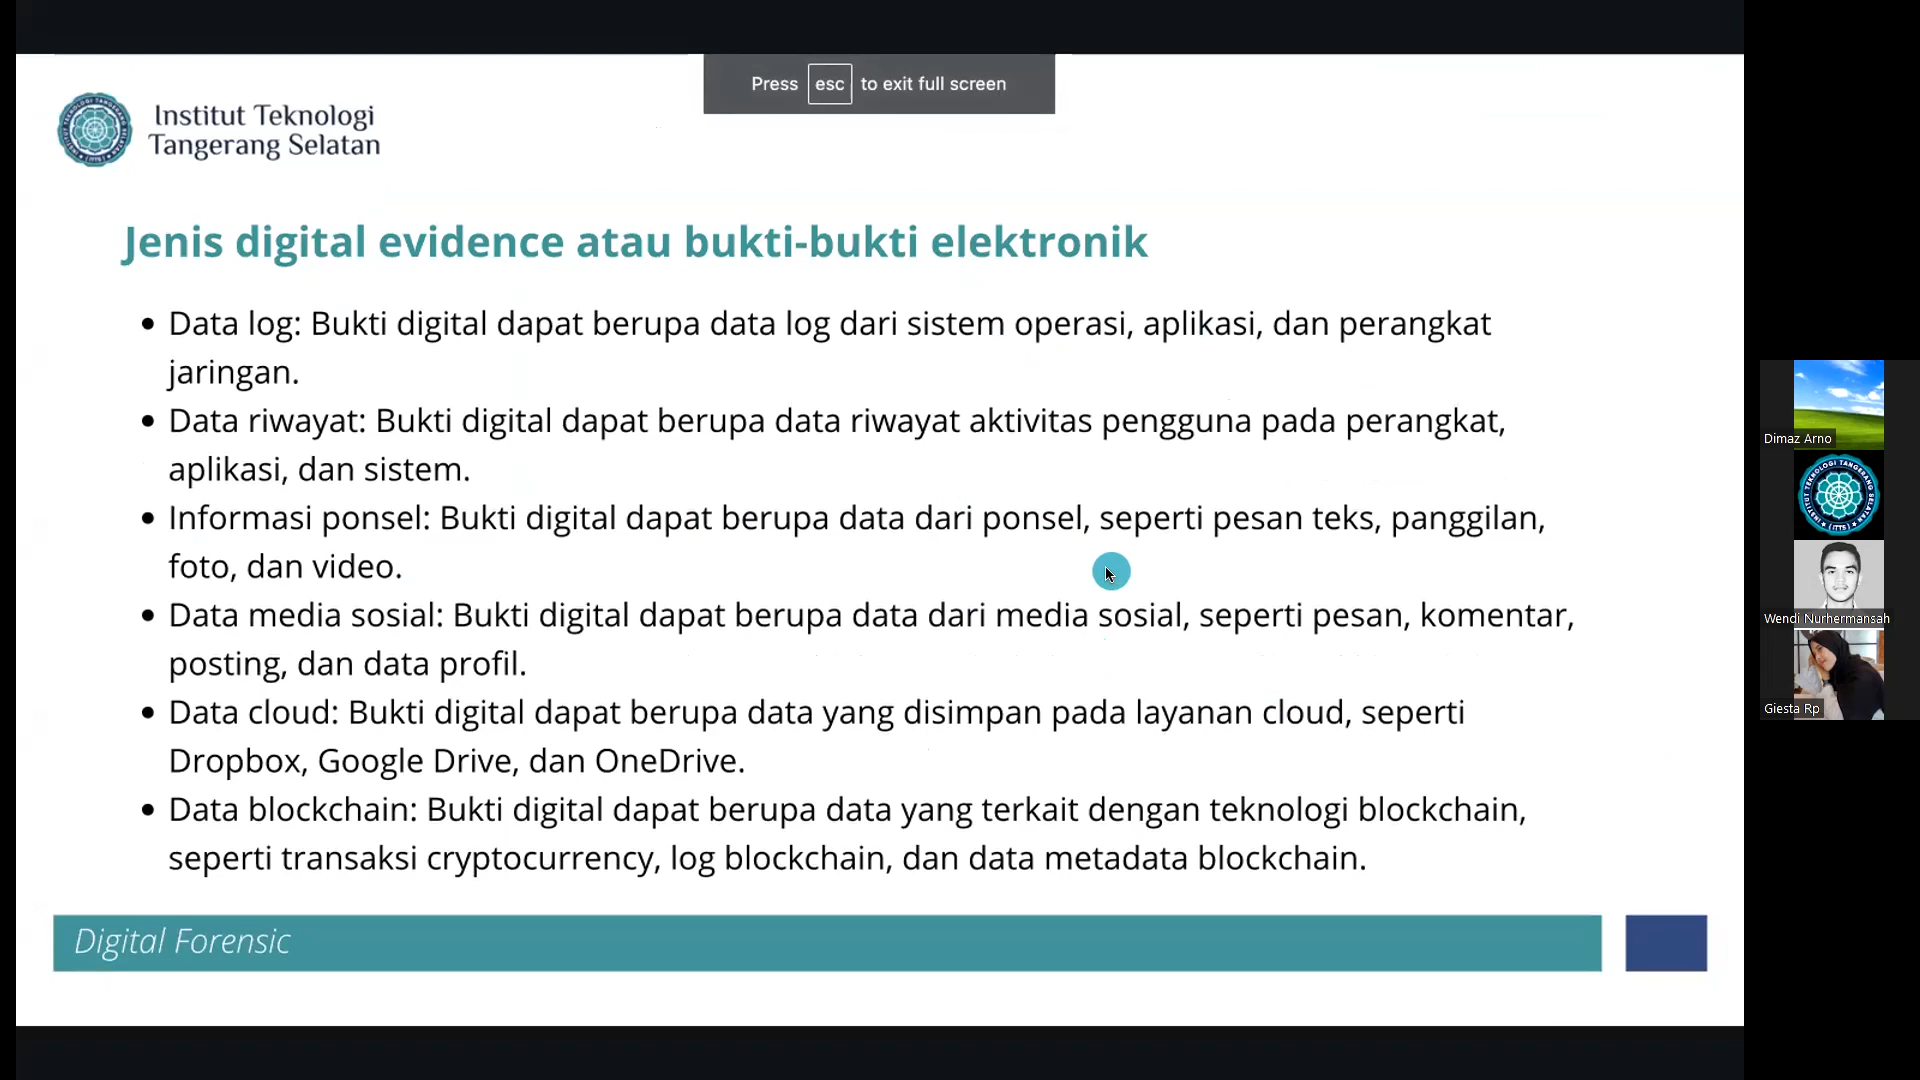 Press esc to exit full screen
Institut Teknologi
Tangerang Selatan
Jenis digital evidence atau bukti-bukti elektronik
• Data log: Bukti digital dapat berupa data log dari sistem operasi, aplikasi, dan perangkat
jaringan.
• Data riwayat: Bukti digital dapat berupa data riwayat aktivitas pengguna pada perangkat,
aplikasi, dan sistem.
• Informasi ponsel: Bukti digital dapat berupa data dari ponsel, seperti pesan teks, panggilan,
foto, dan video.
• Data media sosial: Bukti digital dapat berupa data dari media sosial, seperti pesan, komentar,
posting, dan data profil.
• Data cloud: Bukti digital dapat berupa data yang disimpan pada layanan cloud, seperti
Dropbox, Google Drive, dan OneDrive.
• Data blockchain: Bukti digital dapat berupa data yang terkait dengan teknologi blockchain,
seperti transaksi cryptocurrency, log blockchain, dan data metadata blockchain.
Digital Forensic
Dimaz Arno
INSTITUT TEKNOLOGI TANGERANG SELATAN
(ITTS)
Wendi Nurhermansah
Giesta Rp